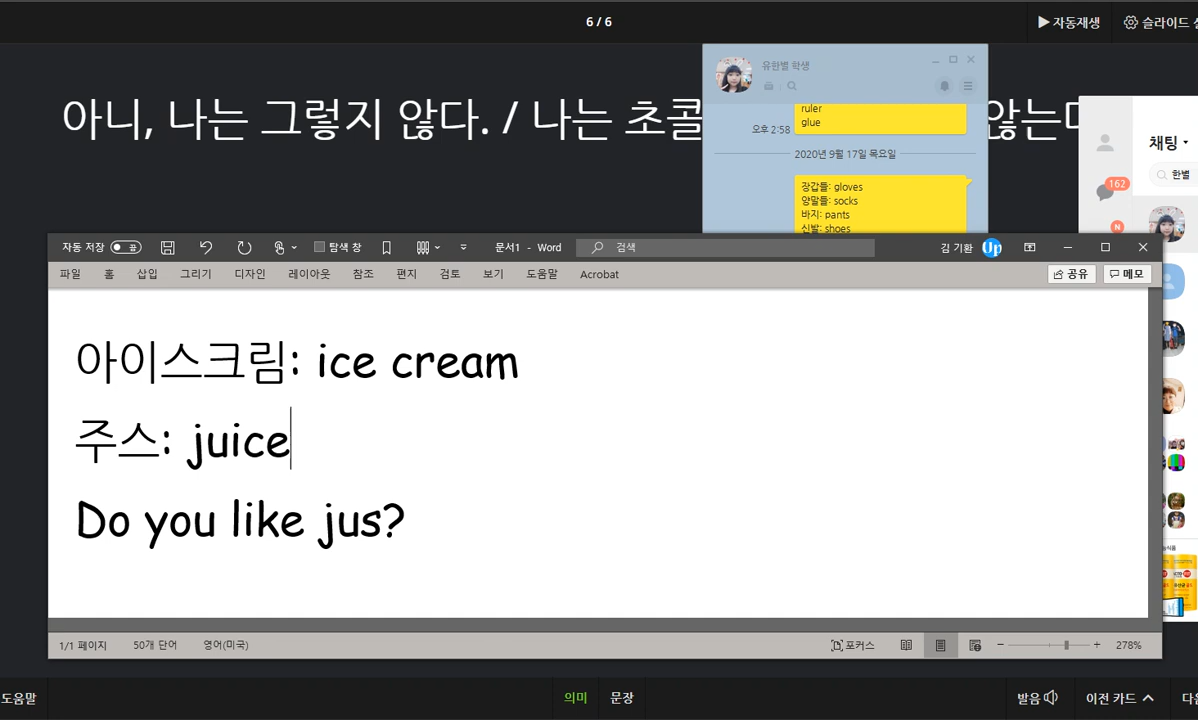 6 / 6
▶ 자동재생
슬라이드
아니, 나는 그렇지 않다. / 나는 초콜
않는
유한별 학생
ruler
glue
오후 2:58
2020년 9월 17일 목요일
장갑들: gloves
양말들: socks
바지: pants
신발: shoes
채팅
한별
162
N
자동 저장
탐색 창
문서1 - Word
검색
김 기환
Up
파일 홈 삽입 그리기 디자인 레이아웃 참조 편지 검토 보기 도움말 Acrobat
공유
메모
아이스크림: ice cream
주스: juice
Do you like jus?
1/1 페이지 50개 단어 영어(미국)
포커스
278%
도움말
의미
문장
발음
이전 카드